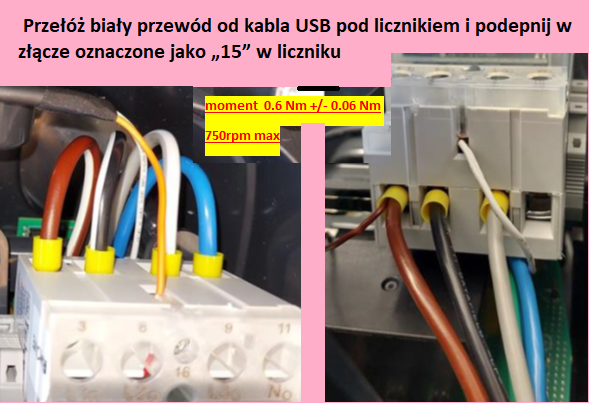 Przełóż biały przewód od kabla USB pod licznikiem i podepnij w
złącze oznaczone jako „15” w liczniku
moment 0.6 Nm +/- 0.06 Nm
750rpm max
3 6 9 11
16
No